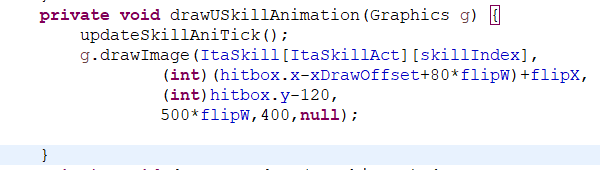 private void drawUSkillAnimation(Graphics g) {
updateSkillAniTick();
g.drawImage(ItaSkill[ItaSkillAct][skillIndex],
(int)(hitbox.x-xDrawOffset+80*flipW)+flipX,
(int)hitbox.y-120,
500*flipW,400,null);
}